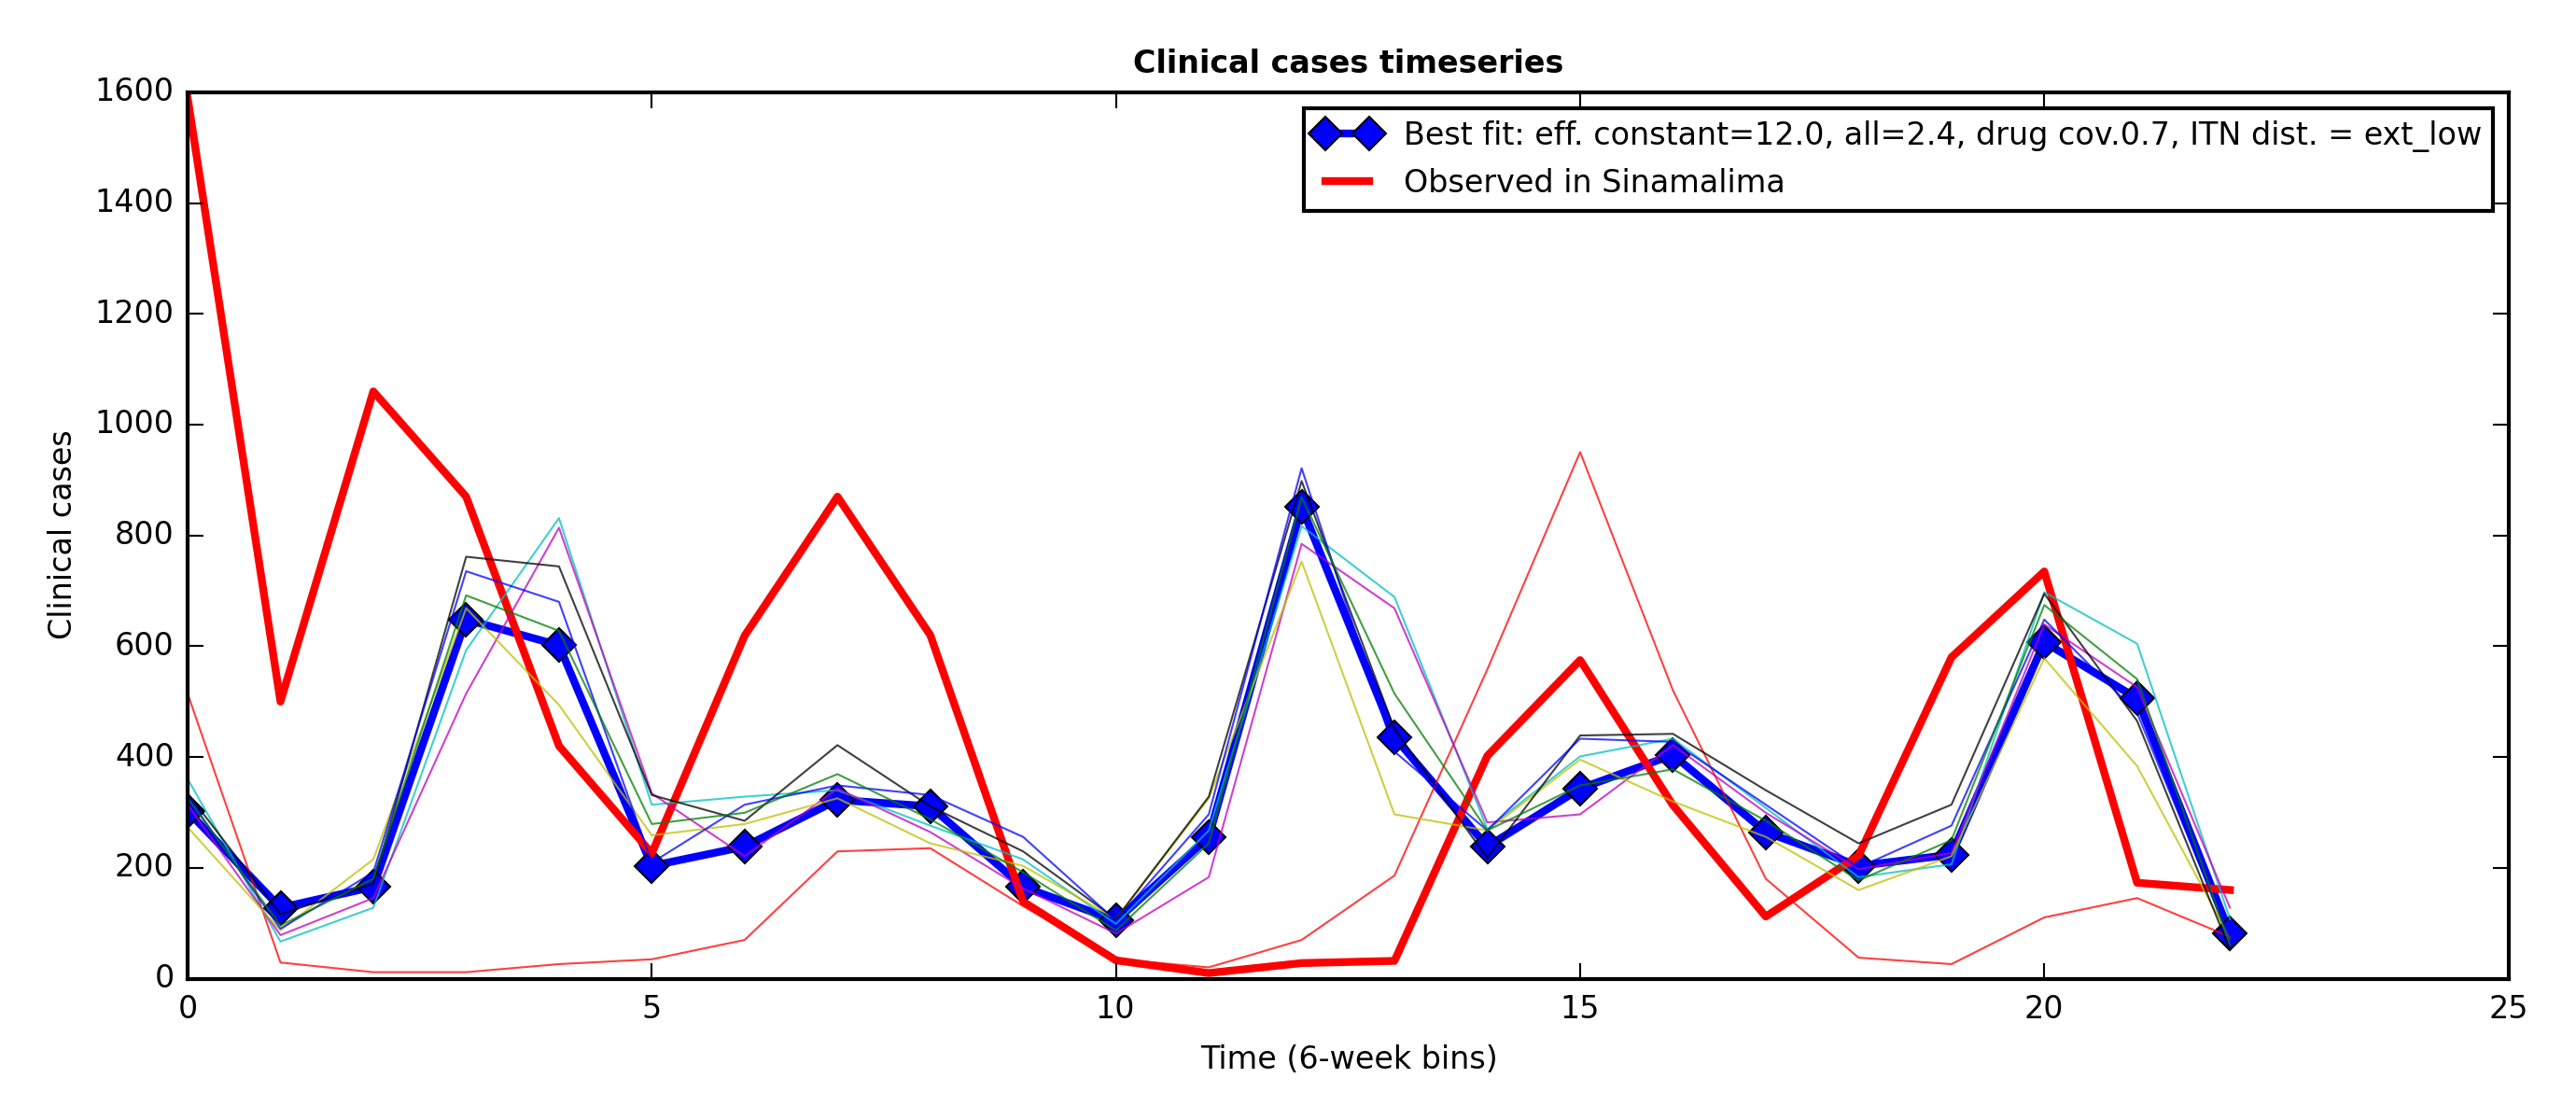 Clinical cases timeseries
1600
1400
1200
1000
800
600
400
200
0
Clinical cases
Best fit: eff. constant=12.0, all=2.4, drug cov.0.7, ITN dist. = ext_low
Observed in Sinamalima
0 5 10 15 20 25
Time (6-week bins)